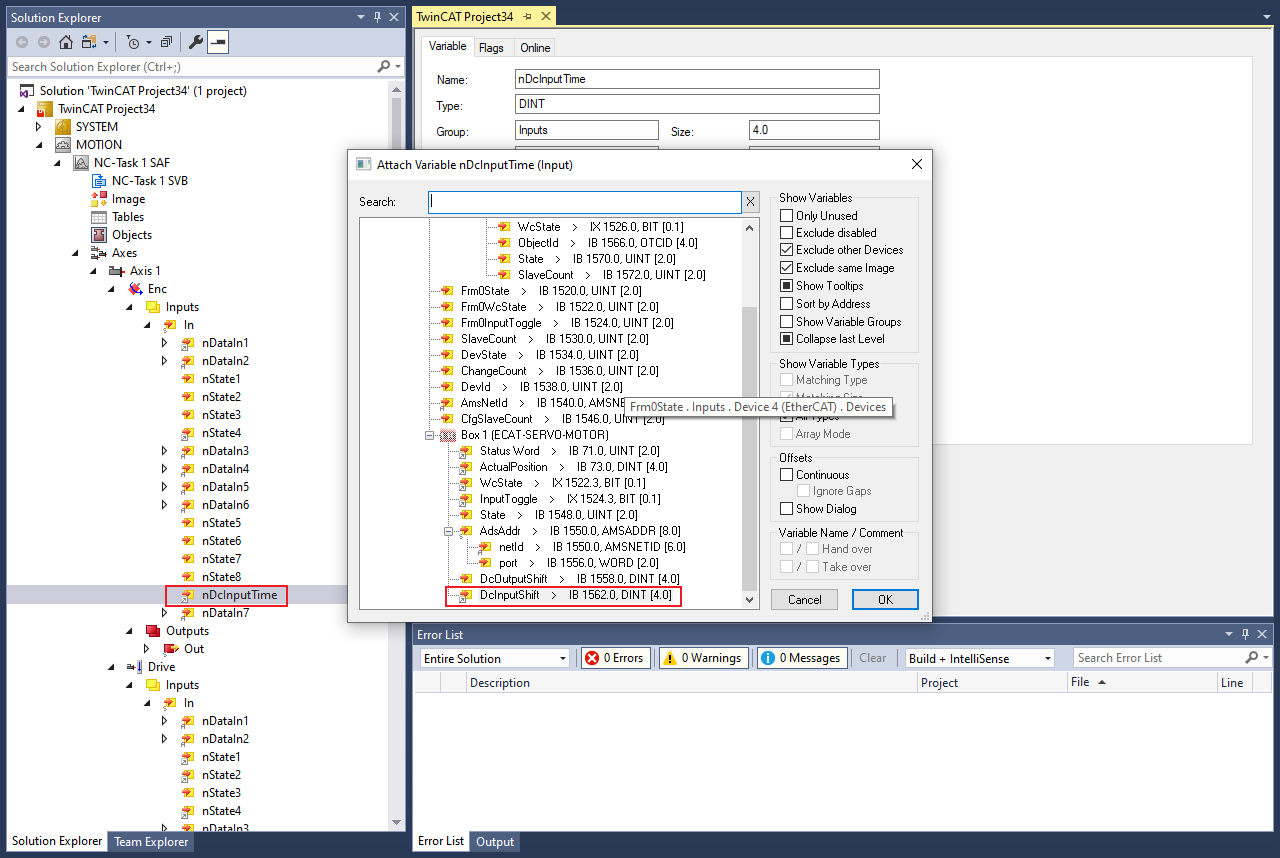 Solution Explorer
Search Solution Explorer (Ctrl+;)
Solution 'TwinCAT Project34' (1 project)
TwinCAT Project34
SYSTEM
MOTION
NC-Task 1 SAF
NC-Task 1 SVB
Image
Tables
Objects
Axes
Axis 1
Enc
Inputs
In
nDataIn1
nDataIn2
nState1
nState2
nState3
nState4
nDataIn3
nDataIn4
nDataIn5
nDataIn6
nState5
nState6
nState7
nState8
nDcInputTime
nDataIn7
Outputs
Out
Drive
Inputs
In
nDataIn1
nDataIn2
nState1
nState2
nState3
nState4
nDataIn3
Solution Explorer
Team Explorer
TwinCAT Project34
Variable
Flags
Online
Name:
nDcInputTime
Type:
DINT
Group:
Inputs
Size:
4.0
Attach Variable nDcInputTime (Input)
Search:
WcState > IX 1526.0, BIT [0.1]
ObjectId > IB 1566.0, OTCID [4.0]
State > IB 1570.0, UINT [2.0]
SlaveCount > IB 1572.0, UINT [2.0]
Frm0State > IB 1520.0, UINT [2.0]
Frm0WcState > IB 1522.0, UINT [2.0]
Frm0InputToggle > IB 1524.0, UINT [2.0]
SlaveCount > IB 1530.0, UINT [2.0]
DevState > IB 1534.0, UINT [2.0]
ChangeCount > IB 1536.0, UINT [2.0]
DevId > IB 1538.0, UINT [2.0]
AmsNetId > IB 1540.0, AMSNE
Frm0State . Inputs . Device 4 (EtherCAT) . Devices
CfgSlaveCount > IB 1546.0, UINT [2.0]
Box 1 (ECAT-SERVO-MOTOR)
Status Word > IB 71.0, UINT [2.0]
ActualPosition > IB 73.0, DINT [4.0]
WcState > IX 1522.3, BIT [0.1]
InputToggle > IX 1524.3, BIT [0.1]
State > IB 1548.0, UINT [2.0]
AdsAddr > IB 1550.0, AMSADDR [8.0]
netId > IB 1550.0, AMSNETID [6.0]
port > IB 1556.0, WORD [2.0]
DcOutputShift > IB 1558.0, DINT [4.0]
DcInputShift > IB 1562.0, DINT [4.0]
Show Variables
Only Unused
Exclude disabled
Exclude other Devices
Exclude same Image
Show Tooltips
Sort by Address
Show Variable Groups
Collapse last Level
Show Variable Types
Matching Type
Array Mode
Offsets
Continuous
Ignore Gaps
Show Dialog
Variable Name / Comment
/ Hand over
/ Take over
Cancel
OK
Error List
Entire Solution
0 Errors
0 Warnings
0 Messages
Clear
Build + IntelliSense
Search Error List
Description
Project
File
Line
Error List
Output